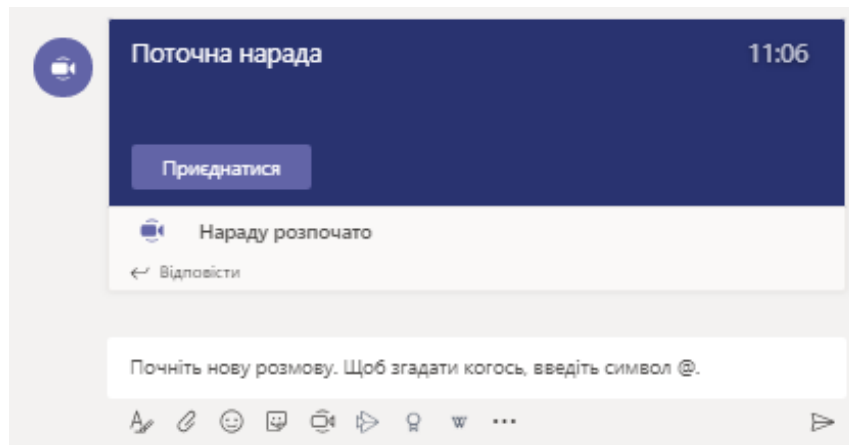 Поточна нарада 11:06
Приєднатися
Нараду розпочато
Відповісти
Почніть нову розмову. Щоб згадати когось, введіть символ @.